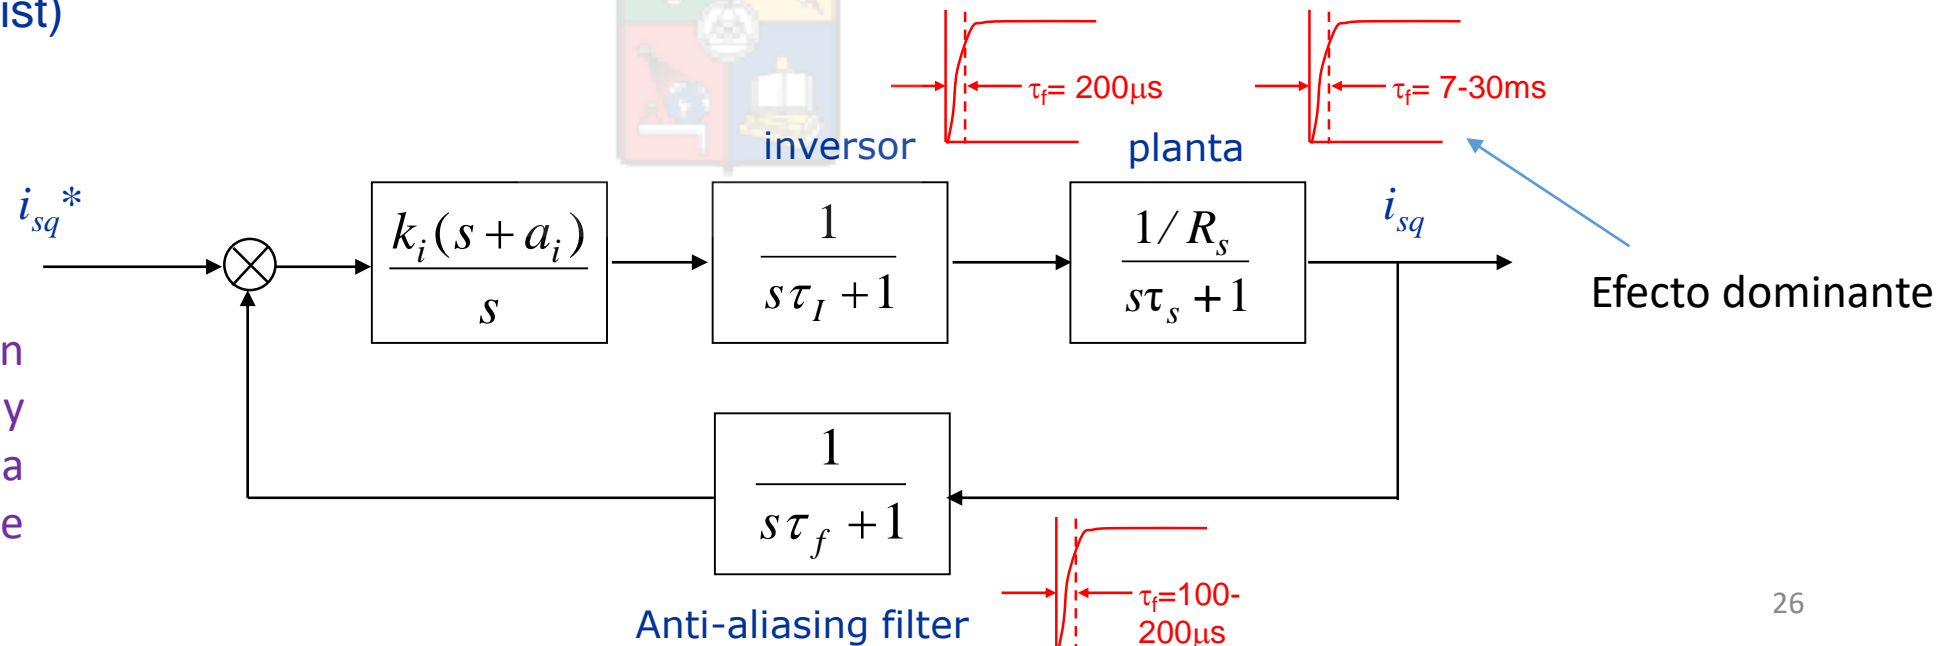 ist)
τf= 200μs
τf= 7-30ms
inversor
planta
isq*
ki(s + ai)
s
1
sτI +1
1/ Rs
sτs +1
isq
Efecto dominante
n
y
a
e
1
sτf +1
τf=100-
200μs
Anti-aliasing filter
26